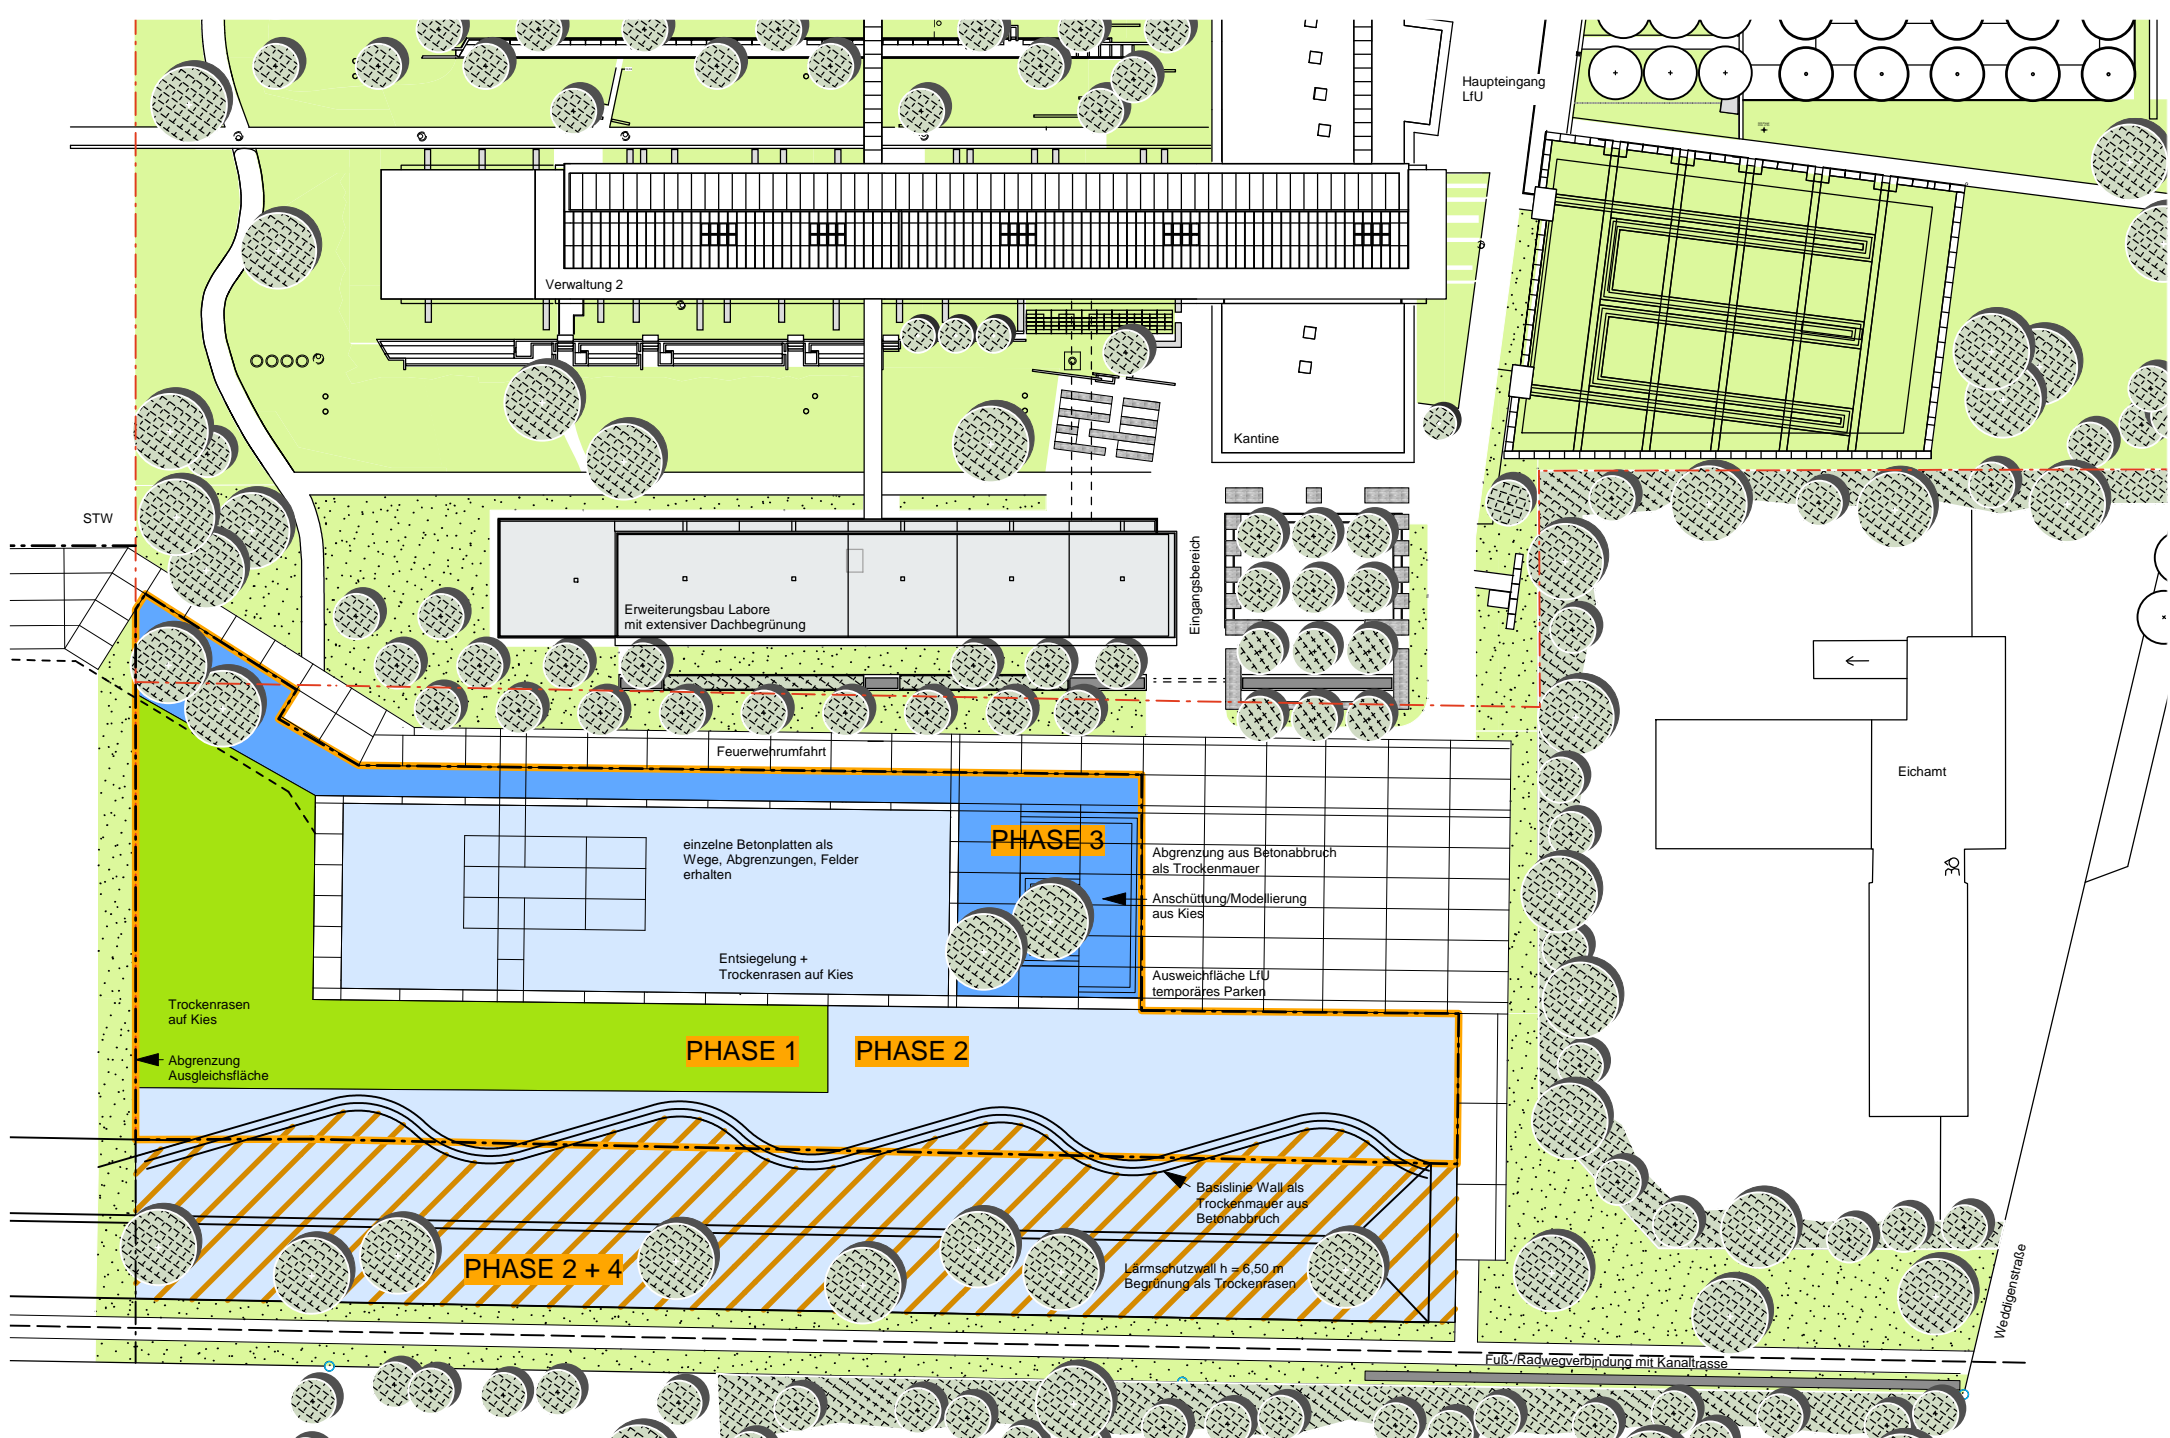 Haupteingang
LfU
Verwaltung 2
Kantine
STW
Eingangsbereich
Erweiterungsbau Labore
mit extensiver Dachbegrünung
Feuerwehrumfahrt
Eichamt
einzelne Betonplatten als
Wege, Abgrenzungen, Felder
erhalten
PHASE 3
Abgrenzung aus Betonabbruch
als Trockenmauer
Anschüttung/Modellierung
aus Kies
Entsiegelung +
Trockenrasen auf Kies
Ausweichfläche LfU
temporäres Parken
Trockenrasen
auf Kies
PHASE 1
PHASE 2
Abgrenzung
Ausgleichsfläche
Basislinie Wall als
Trockenmauer aus
Betonabbruch
PHASE 2 + 4
Lärmschutzwall h = 6,50 m
Begrünung als Trockenrasen
Weddigenstraße
Fuß-/Radwegverbindung mit Kanaltrasse